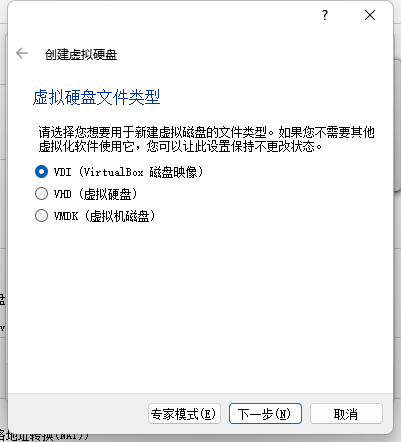 ?
创建虚拟硬盘
虚拟硬盘文件类型
请选择您想要用于新建虚拟磁盘的文件类型。如果您不需要其他
虚拟化软件使用它，您可以让此设置保持不更改状态。
VDI (VirtualBox 磁盘映像)
VHD (虚拟硬盘)
VMDK (虚拟机磁盘)
盘
v
专家模式(E)
下一步(N)
取消
络地址转换(NAT))